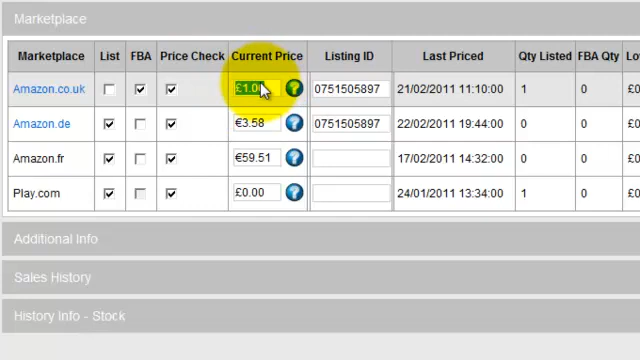 Marketplace
Marketplace List FBA Price Check Current Price Listing ID Last Priced Qty Listed FBA Qty
Amazon.co.uk 0751505897 21/02/2011 11:10:00 1 0 £0
Amazon.de €3.58 0751505897 22/02/2011 19:44:00 0 0
Amazon.fr €59.51 17/02/2011 14:32:00 0 0
Play.com £0.00 24/01/2011 13:34:00 1 0
Additional Info
Sales History
History Info - Stock